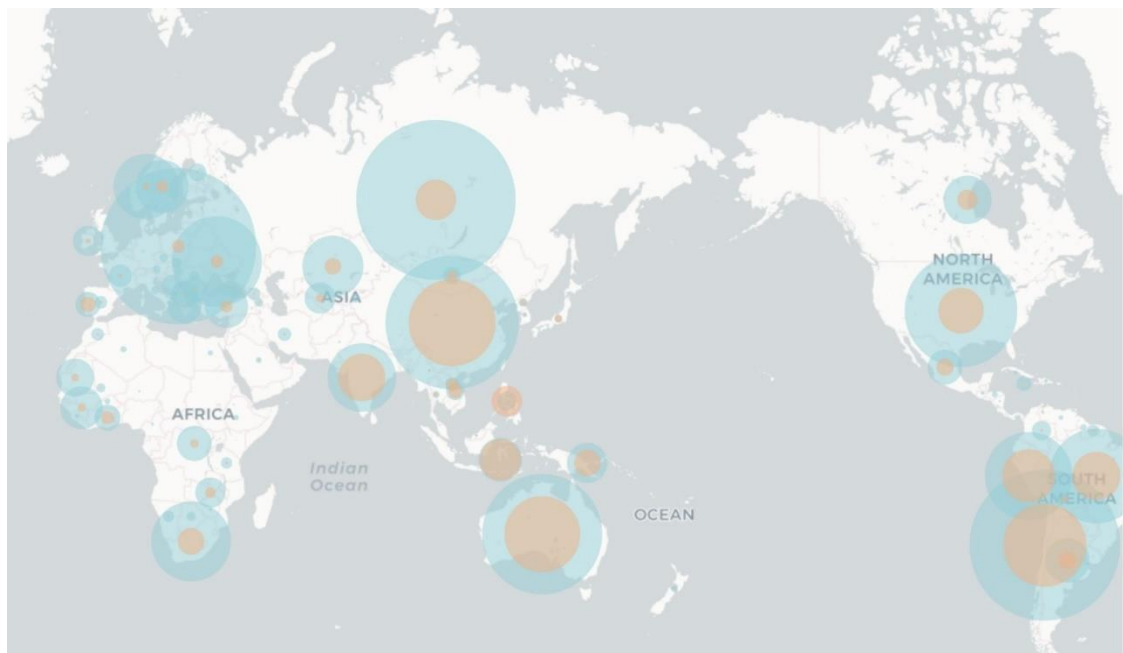 NORTH
AMERICA
ASIA
AFRICA
Indian
Ocean
SOUTH
AMERICA
OCEAN